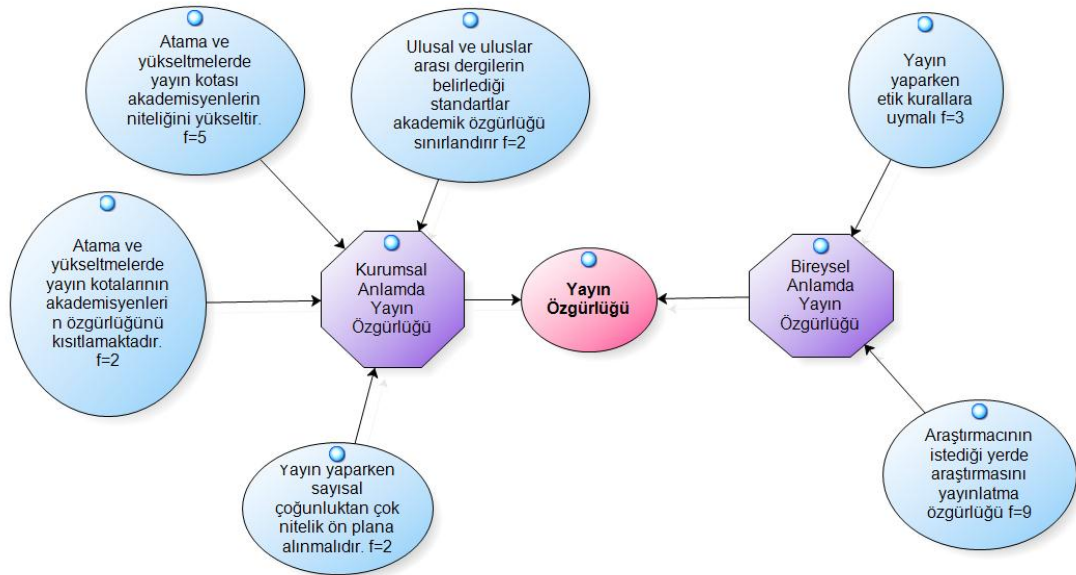 Atama ve
yükseltmelerde
yayın kotası
akademisyenlerin
niteliğini yükseltir.
f=5
Ulusal ve uluslar
arası dergilerin
belirlediği
standartlar
akademik özgürlüğü
sınırlandırır f=2
Yayın
yaparken
etik kurallara
uymalı f=3
Atama ve
yükseltmelerde
yayın kotalarının
akademisyenleri
n özgürlüğünü
kısıtlamaktadır.
f=2
Kurumsal
Anlamda
Yayın
Özgürlüğü
Yayın
Özgürlüğü
Bireysel
Anlamda
Yayın
Özgürlüğü
Yayın yaparken
sayısal
çoğunluktan çok
nitelik ön plana
alınmalıdır. f=2
Araştırmacının
istediği yerde
araştırmasını
yayınlatma
özgürlüğü f=9